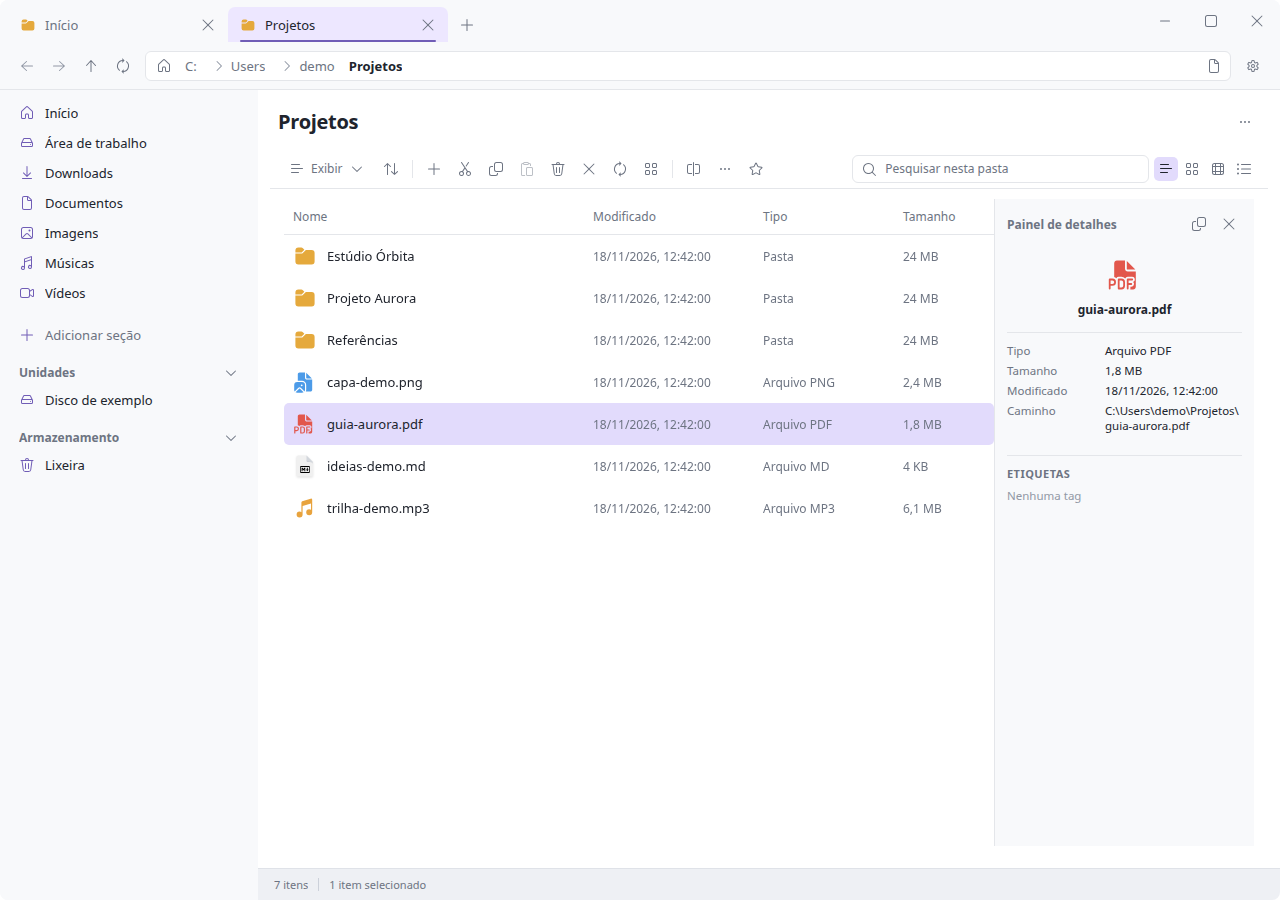 Início
Projetos
C: Users demo Projetos
Início
Área de trabalho
Downloads
Documentos
Imagens
Músicas
Vídeos
Adicionar seção
Unidades
Disco de exemplo
Armazenamento
Lixeira
Projetos
Exibir
Pesquisar nesta pasta
Nome Modificado Tipo Tamanho
Estúdio Órbita 18/11/2026, 12:42:00 Pasta 24 MB
Projeto Aurora 18/11/2026, 12:42:00 Pasta 24 MB
Referências 18/11/2026, 12:42:00 Pasta 24 MB
capa-demo.png 18/11/2026, 12:42:00 Arquivo PNG 2,4 MB
PDF guia-aurora.pdf 18/11/2026, 12:42:00 Arquivo PDF 1,8 MB
ideias-demo.md 18/11/2026, 12:42:00 Arquivo MD 4 KB
trilha-demo.mp3 18/11/2026, 12:42:00 Arquivo MP3 6,1 MB
Painel de detalhes
PDF
guia-aurora.pdf
Tipo Arquivo PDF
Tamanho 1,8 MB
Modificado 18/11/2026, 12:42:00
Caminho C:\Users\demo\Projetos\
guia-aurora.pdf
ETIQUETAS
Nenhuma tag
7 itens 1 item selecionado